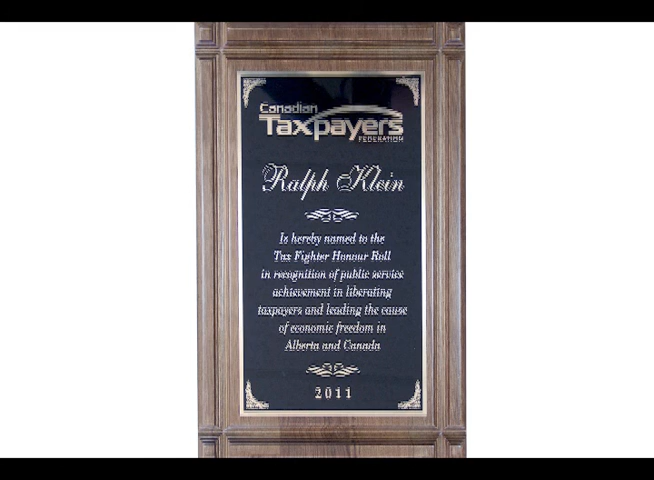 Canadian
Taxpayers
FEDERATION
Ralph Klein
Is hereby named to the
Tax Fighter Honour Roll
in recognition of public service
achievement in liberating
taxpayers and leading the cause
of economic freedom in
Alberta and Canada
2011